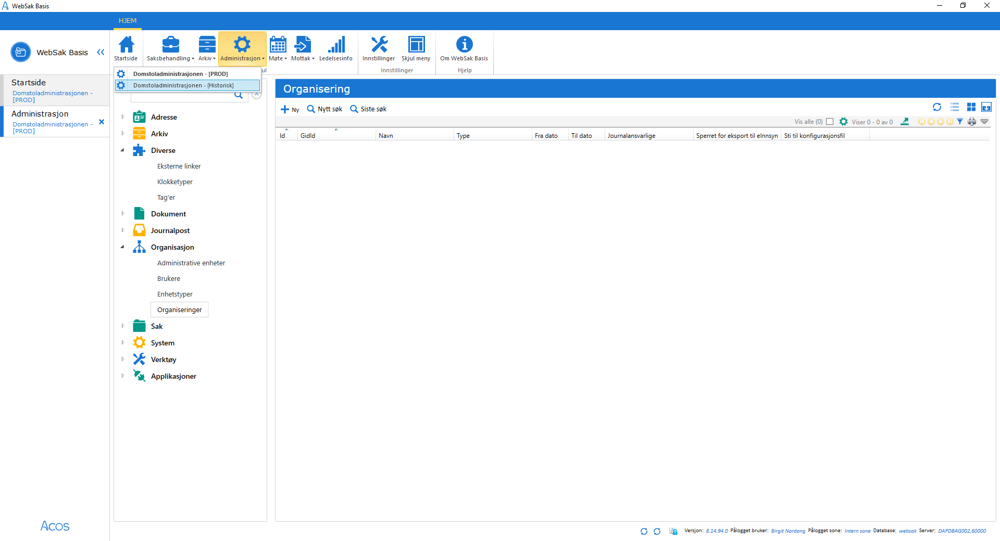 WebSak Basis
HJEM
WebSak Basis
Startside
Saksbehandling
Arkiv
Administrasjon
Møte
Mottak
Ledelsesinfo
Innstillinger
Skjul meny
Om WebSak Basis
ul
Innstillinger
Hjelp
Domstoladministrasjonen - [PROD]
Domstoladministrasjonen - [Historisk]
Startside
Domstoladministrasjonen -
[PROD]
Administrasjon
Domstoladministrasjonen -
[PROD]
Adresse
Arkiv
Diverse
Eksterne linker
Klokketyper
Tag'er
Dokument
Journalpost
Organisasjon
Administrative enheter
Brukere
Enhetstyper
Organiseringer
Sak
System
Verktøy
Applikasjoner
Organisering
Ny
Nytt søk
Siste søk
Vis alle (0)
Viser 0 - 0 av 0
Id
GidId
Navn
Type
Fra dato
Til dato
Journalansvarlige
Sperret for eksport til eInnsyn
Sti til konfigurasjonsfil
Acos
Versjon: 8.14.94.0 Pålogget bruker: Birgit Nordang Pålogget sone: Intern sone Database: websak Server: DAPDBAG002,60000